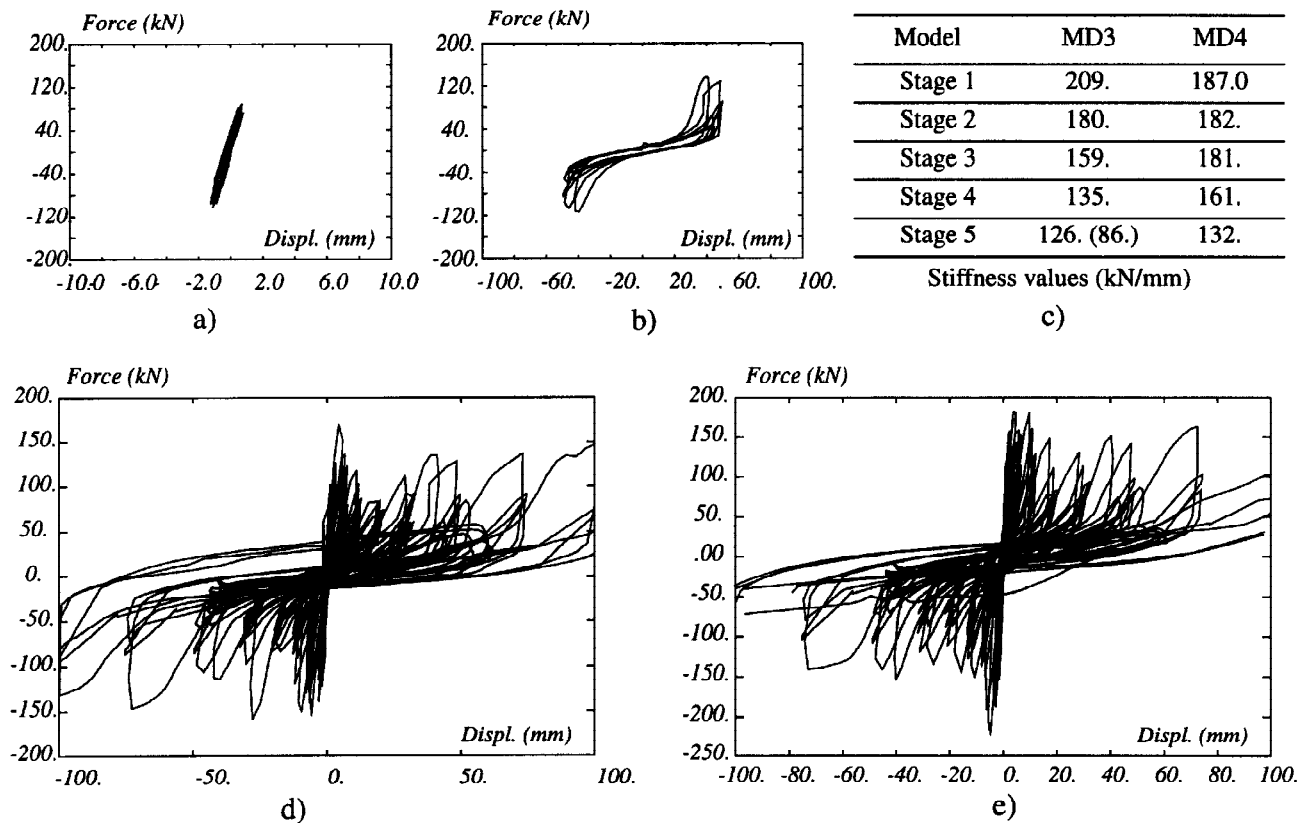 Force (kN)
200.
120.
40.
-40.
-120.
-200.
Displ. (mm)
-10.0 -6.0 -2.0 2.0 6.0 10.0
a)
Force (kN)
200.
120.
40.
-40.
-120.
-200.
Displ. (mm)
-100. -60. -20. 20. . 60. 100.
b)
Model MD3 MD4
Stage 1 209. 187.0
Stage 2 180. 182.
Stage 3 159. 181.
Stage 4 135. 161.
Stage 5 126. (86.) 132.
Stiffness values (kN/mm)
c)
Force (kN)
200.
150.
100.
50.
0.
-50.
-100.
-150.
-200.
Displ. (mm)
-100. -50. 0. 50. 100.
d)
Force (kN)
200.
150.
100.
50.
.00
-50.
-100.
-150.
-200.
-250.
Displ. (mm)
-100. -80. -60. -40. -20. 0. 20. 40. 60. 80. 100.
e)